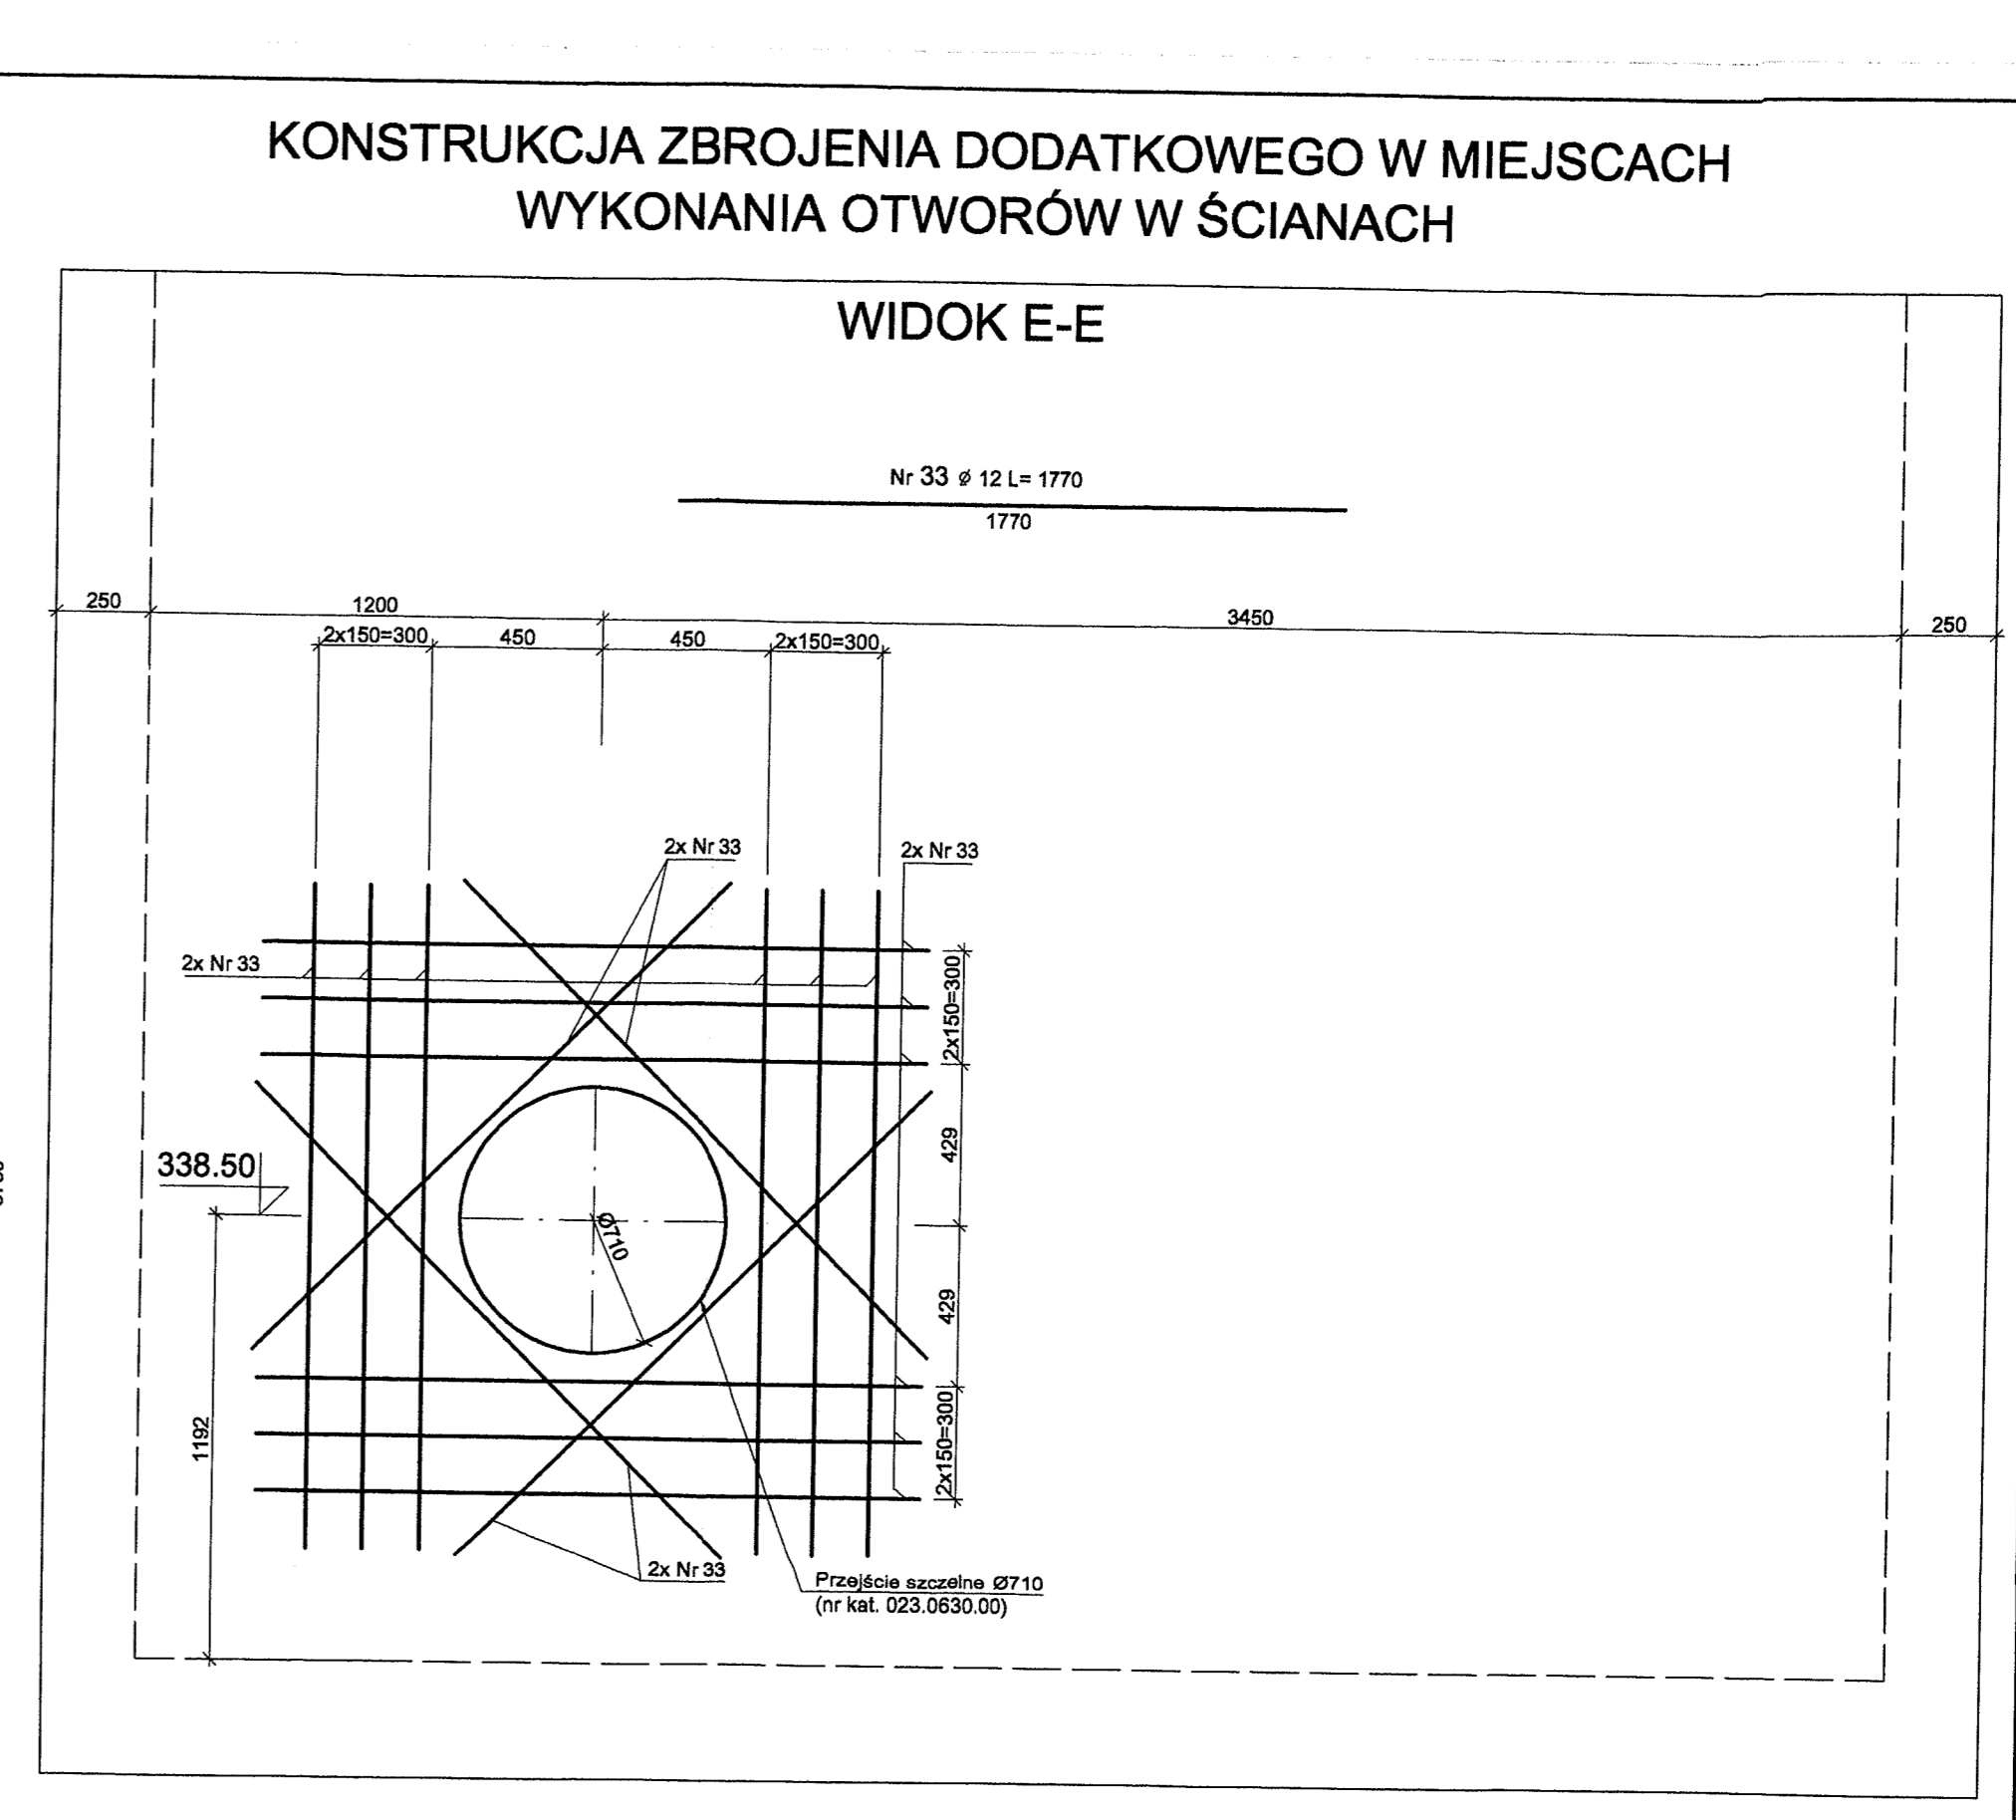 KONSTRUKCJA ZBROJENIA DODATKOWEGO W MIEJSCACH
WYKONANIA OTWORÓW W ŚCIANACH
WIDOK E-E
Nr 33 ø 12 L= 1770
1770
250
1200
3450
250
2x150=300
450
450
2x150=300
2x Nr 33
2x Nr 33
2x Nr 33
2x150=300
429
338.50
Ø710
429
1192
2x150=300
2x Nr 33
Przejście szczelne Ø710
(nr kat. 023.0630.00)